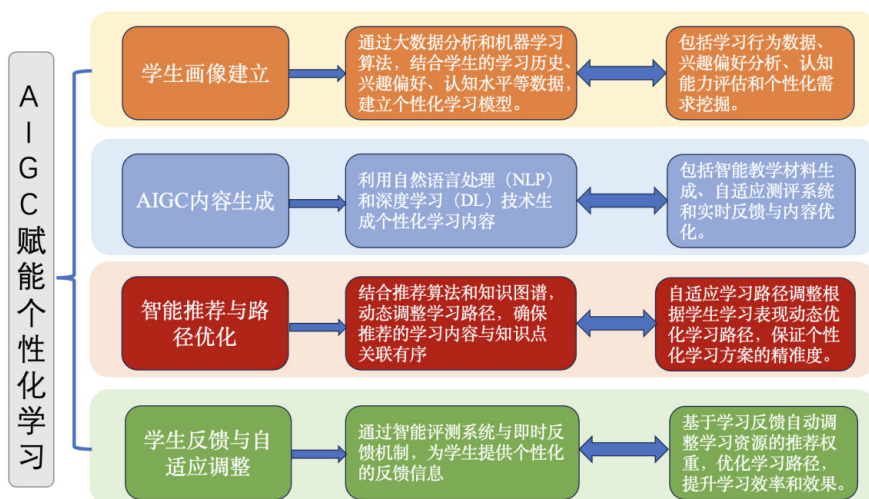 AIGC赋能个性化学习
学生画像建立
通过大数据分析和机器学习
算法，结合学生的学习历史、
兴趣偏好、认知水平等数据，
建立个性化学习模型。
包括学习行为数据、
兴趣偏好分析、认知
能力评估和个性化需
求挖掘。
AIGC内容生成
利用自然语言处理（NLP）
和深度学习（DL）技术生
成个性化学习内容
包括智能教学材料生
成、自适应测评系统
和实时反馈与内容优
化。
智能推荐与路
径优化
结合推荐算法和知识图谱，
动态调整学习路径，确保
推荐的学习内容与知识点
关联有序
自适应学习路径调整根
据学生学习表现动态优
化学习路径，保证个性
化学习方案的精准度。
学生反馈与自
适应调整
通过智能评测系统与即时反
馈机制，为学生提供个性化
的反馈信息
基于学习反馈自动调
整学习资源的推荐权
重，优化学习路径，
提升学习效率和效果。